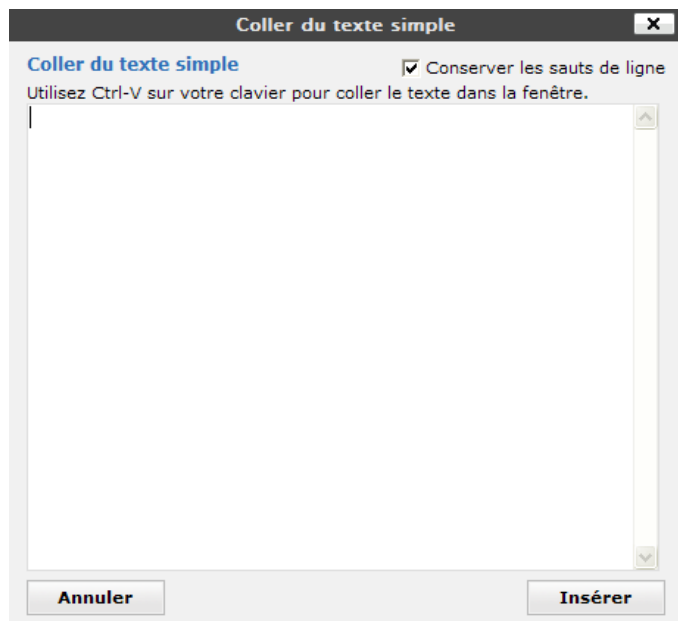 Coller du texte simple
Coller du texte simple
Conserver les sauts de ligne
Utilisez Ctrl-V sur votre clavier pour coller le texte dans la fenêtre.
Annuler
Insérer